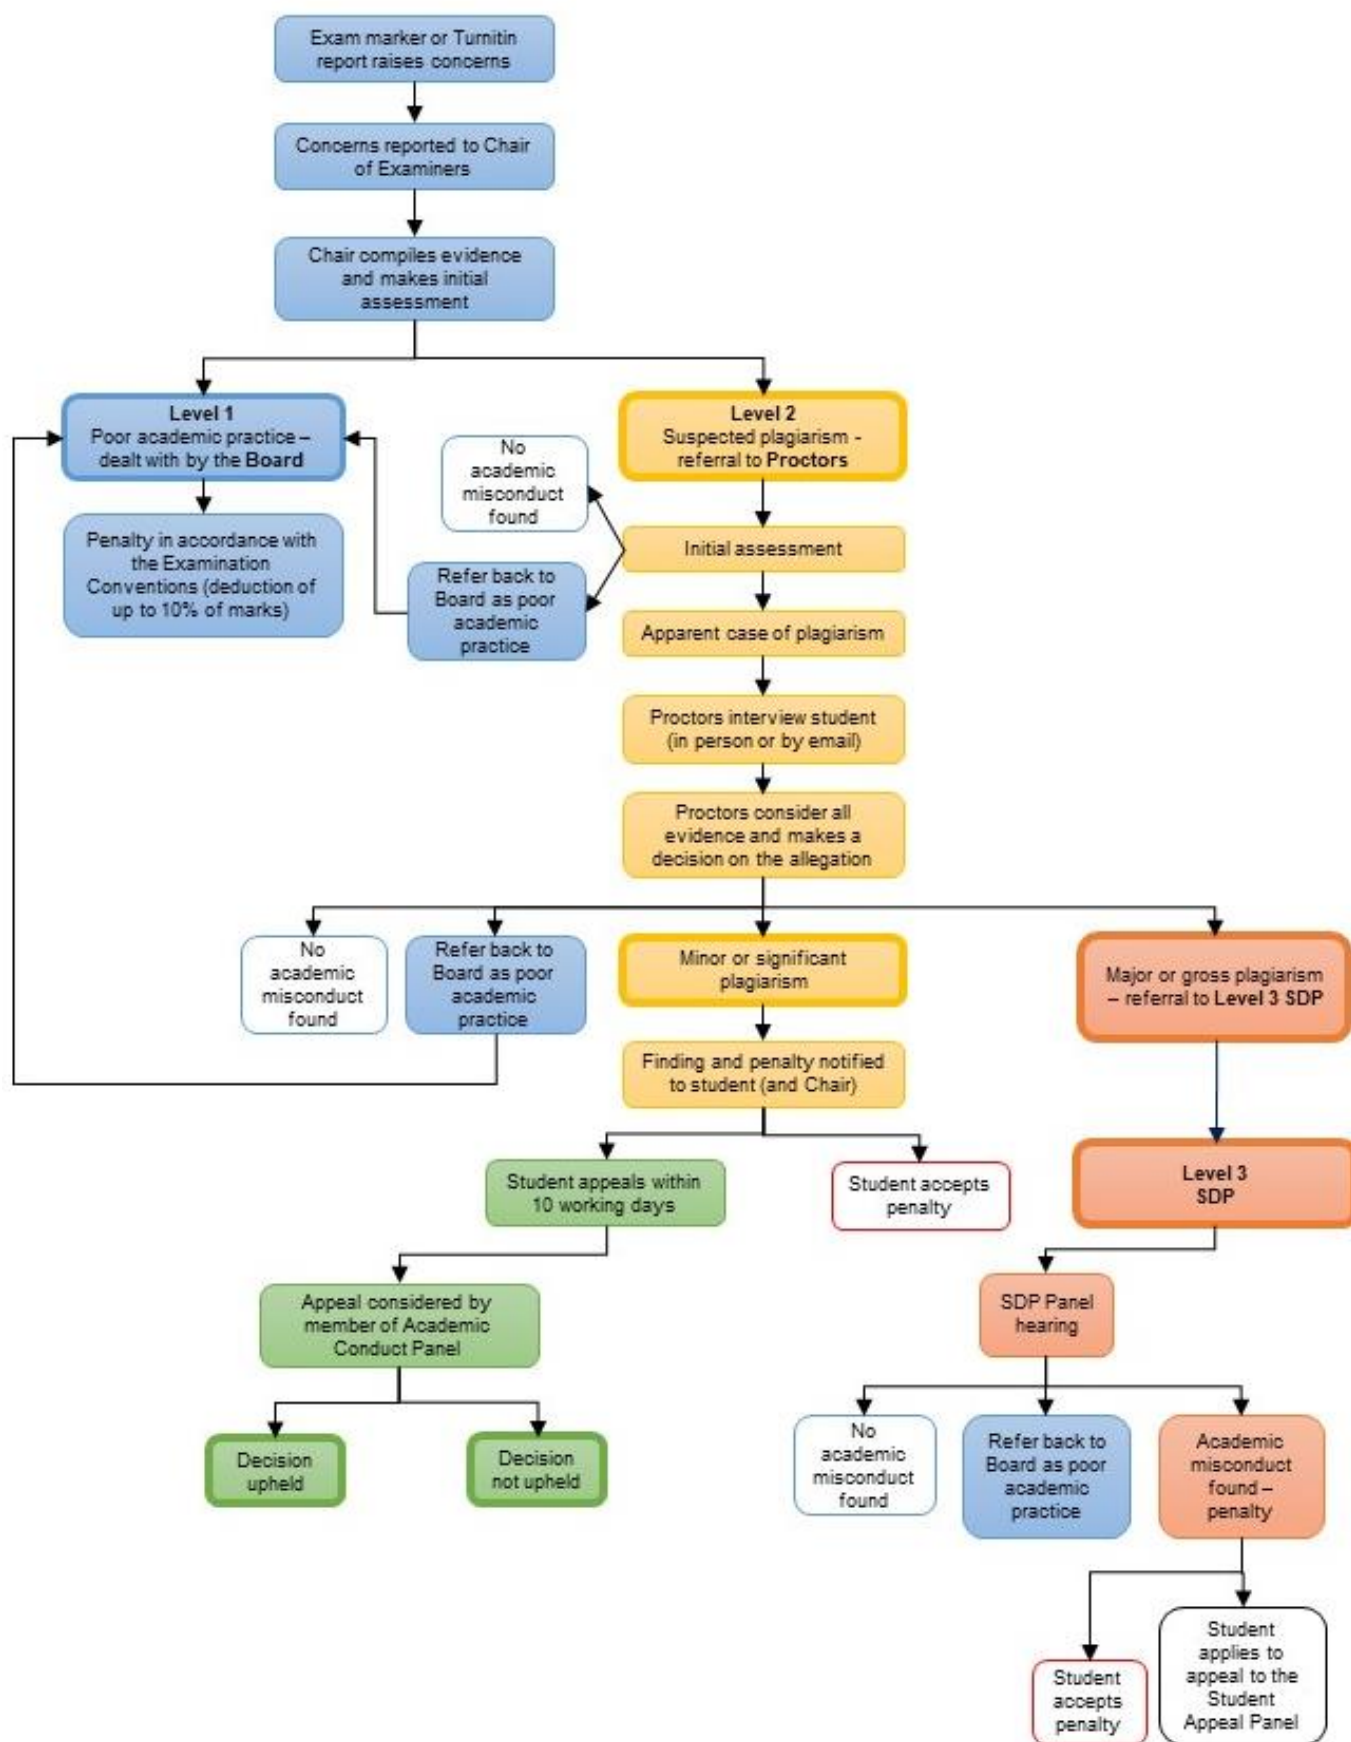 Exam marker or Turnitin
report raises concerns
Concerns reported to Chair
of Examiners
Chair compiles evidence
and makes initial
assessment
Level 1
Poor academic practice –
dealt with by the Board
Level 2
Suspected plagiarism -
referral to Proctors
No
academic
misconduct
found
Initial assessment
Penalty in accordance with
the Examination
Conventions (deduction of
up to 10% of marks)
Refer back to
Board as poor
academic
practice
Apparent case of plagiarism
Proctors interview student
(in person or by email)
Proctors consider all
evidence and makes a
decision on the allegation
No
academic
misconduct
found
Refer back to
Board as poor
academic
practice
Minor or significant
plagiarism
Major or gross plagiarism
– referral to Level 3 SDP
Finding and penalty notified
to student (and Chair)
Student appeals within
10 working days
Student accepts
penalty
Level 3
SDP
Appeal considered by
member of Academic
Conduct Panel
SDP Panel
hearing
Decision
upheld
Decision
not upheld
No
academic
misconduct
found
Refer back to
Board as poor
academic
practice
Academic
misconduct
found –
penalty
Student
accepts
penalty
Student
applies to
appeal to the
Student
Appeal Panel